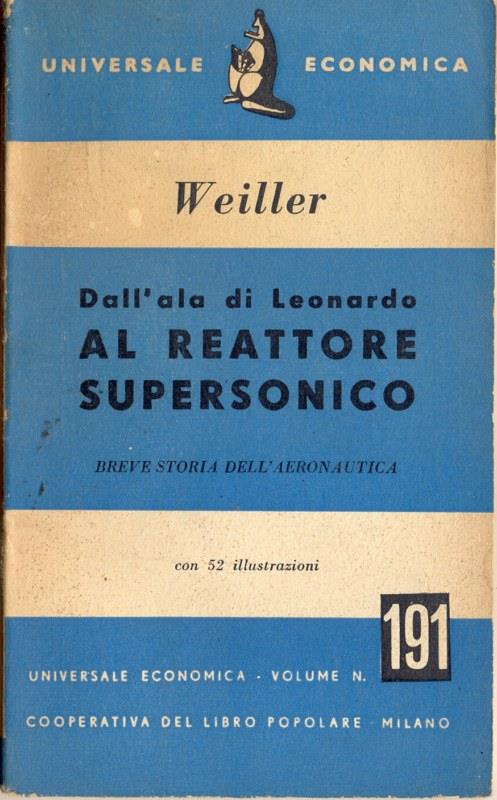 UNIVERSALE ECONOMICA
Weiller
Dall'ala di Leonardo
AL REATTORE
SUPERSONICO
BREVE STORIA DELL'AERONAUTICA
con 52 illustrazioni
191
UNIVERSALE ECONOMICA - VOLUME N.
COOPERATIVA DEL LIBRO POPOLARE - MILANO